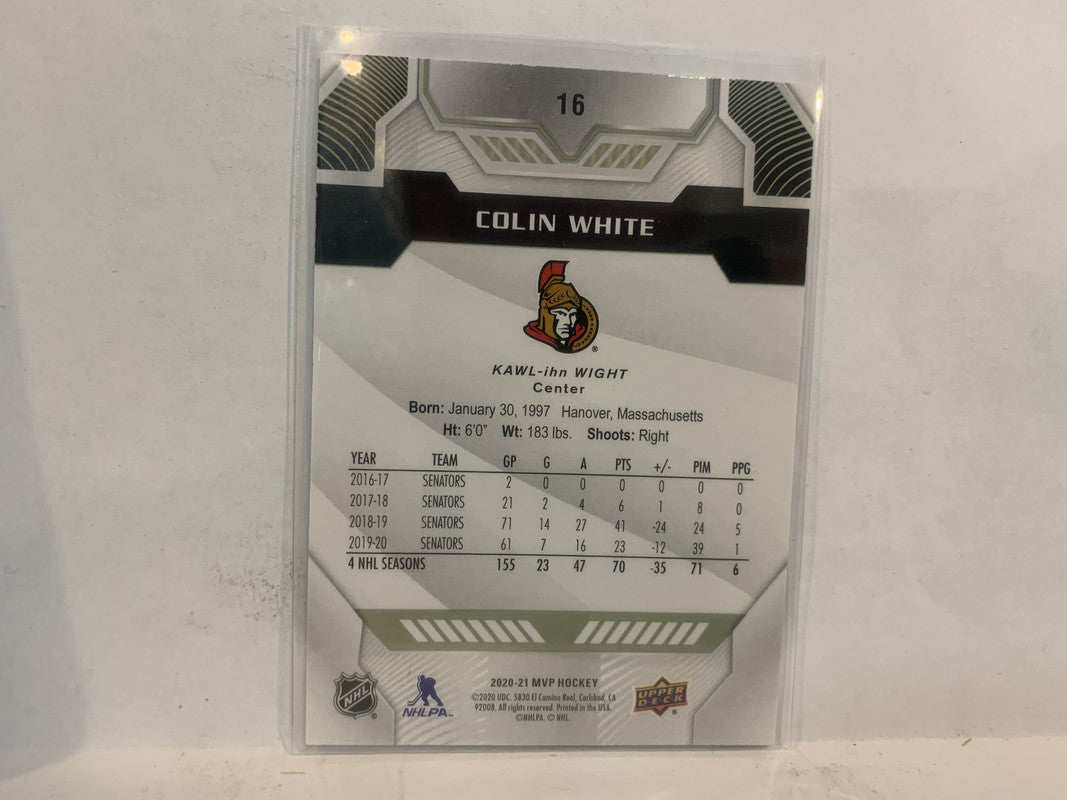 16
COLIN WHITE
®
KAWL-ihn WIGHT
Center
Born: January 30, 1997 Hanover, Massachusetts
Ht: 6'0" Wt: 183 lbs. Shoots: Right
YEAR TEAM GP G A PTS +/- PIM PPG
2016-17 SENATORS 2 0 0 0 0 0 0
2017-18 SENATORS 21 2 4 6 1 8 0
2018-19 SENATORS 71 14 27 41 -24 24 5
2019-20 SENATORS 61 7 16 23 -12 39 1
4 NHL SEASONS 155 23 47 70 -35 71 6
2020-21 MVP HOCKEY
©2020 UDC. 5830 El Camino Real, Carlsbad, CA
92008. All rights reserved. Printed in the USA.
©NHLPA. © NHL.
NHL ®
NHLPA™
UPPER DECK ®